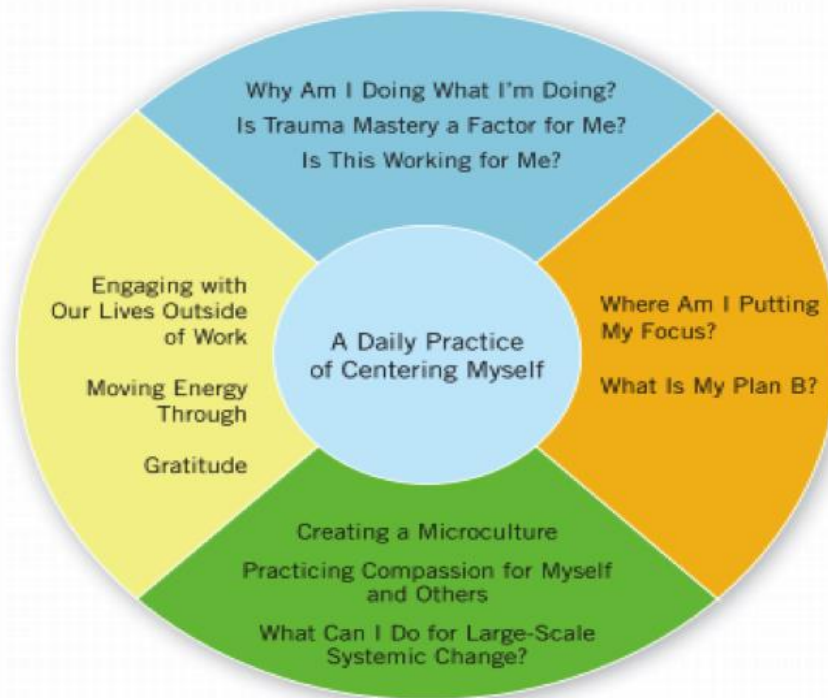 Why Am I Doing What I'm Doing?
Is Trauma Mastery a Factor for Me?
Is This Working for Me?
Engaging with
Our Lives Outside
of Work
Moving Energy
Through
Gratitude
A Daily Practice
of Centering Myself
Where Am I Putting
My Focus?
What Is My Plan B?
Creating a Microculture
Practicing Compassion for Myself
and Others
What Can I Do for Large-Scale
Systemic Change?